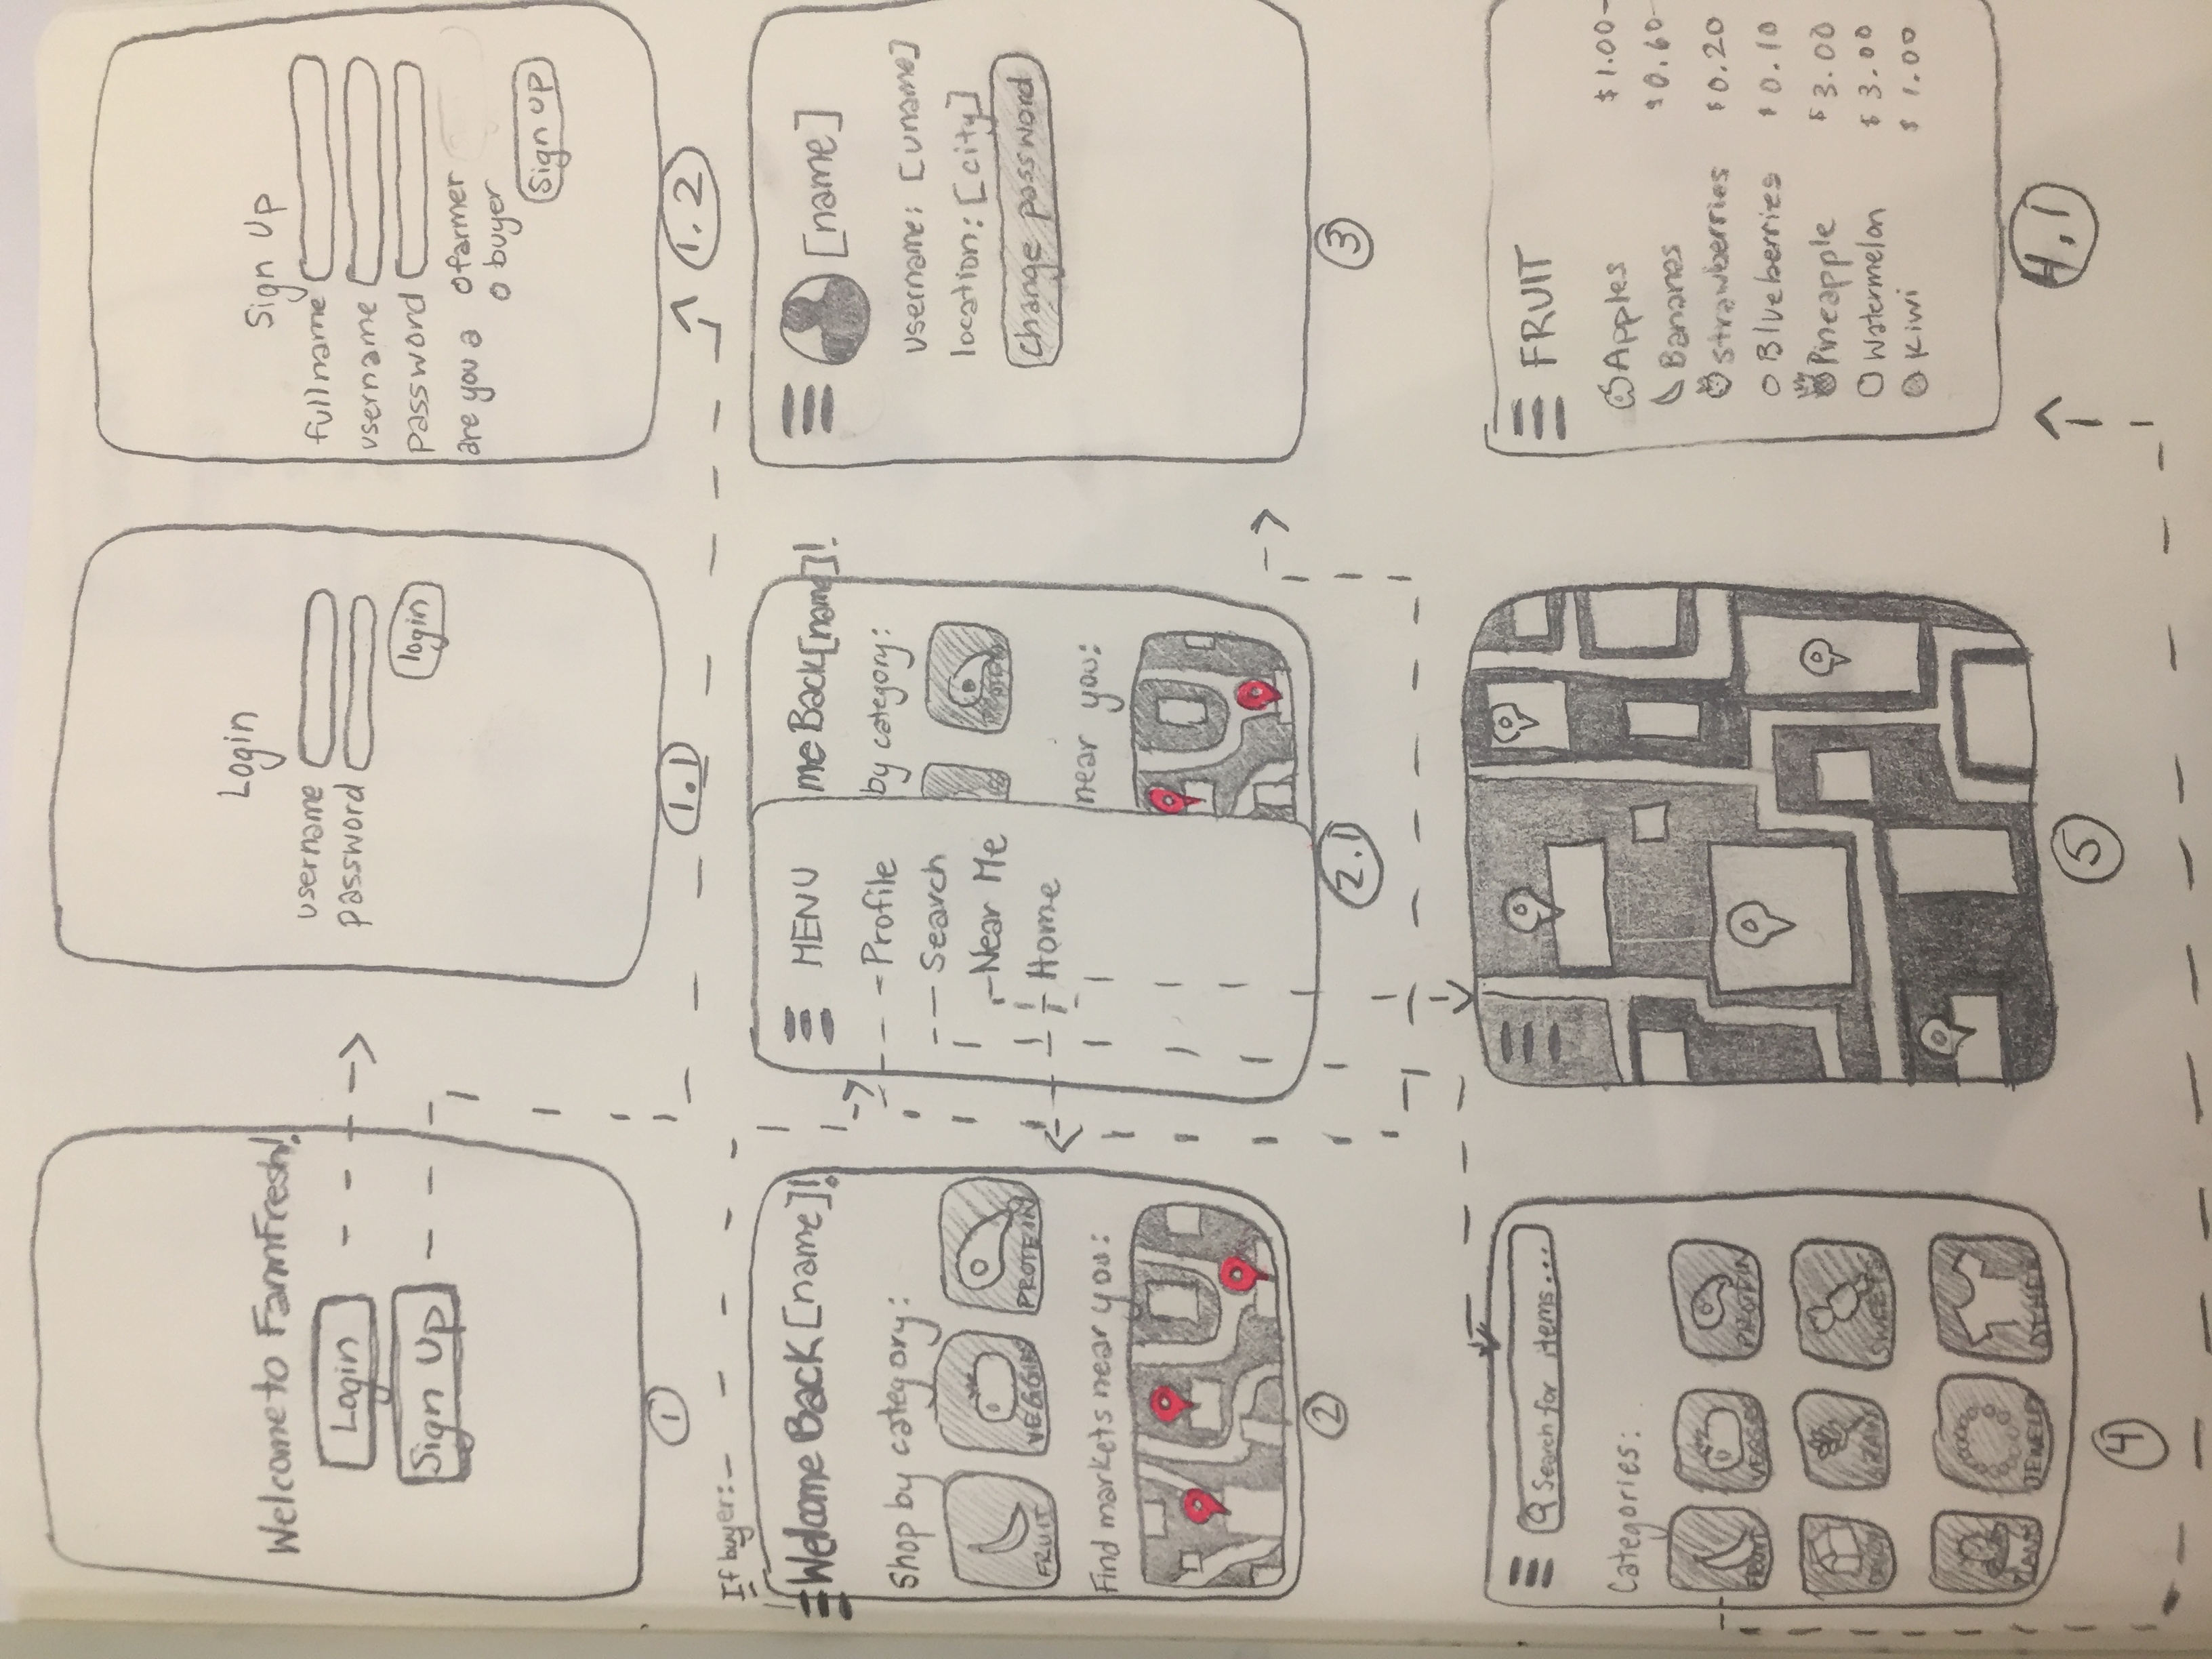 Welcome to FarmFresh!
Login
Sign Up
1
Login
username
password
login
1.1
Sign Up
fullname
username
password
are you a farmer
buyer
Sign Up
1.2
If buyer:
Welcome Back [name]!
Shop by category:
FRUIT VEGGIES PROTEIN
Find markets near you:
2
MENU
Profile
Search
Near Me
Home
me Back [name]!
by category:
near you:
2.1
[name]
username: [uname]
location: [city]
Change password
3
Search for items...
Categories:
FRUIT VEGGIES PROTEIN
DAIRY GRAIN SWEETS
PLANTS JEWELRY OTHER
4
5
FRUIT
Apples $1.00
Bananas $0.60
Strawberries $0.20
Blueberries $0.10
Pineapple $3.00
Watermelon $3.00
Kiwi $1.00
4.1